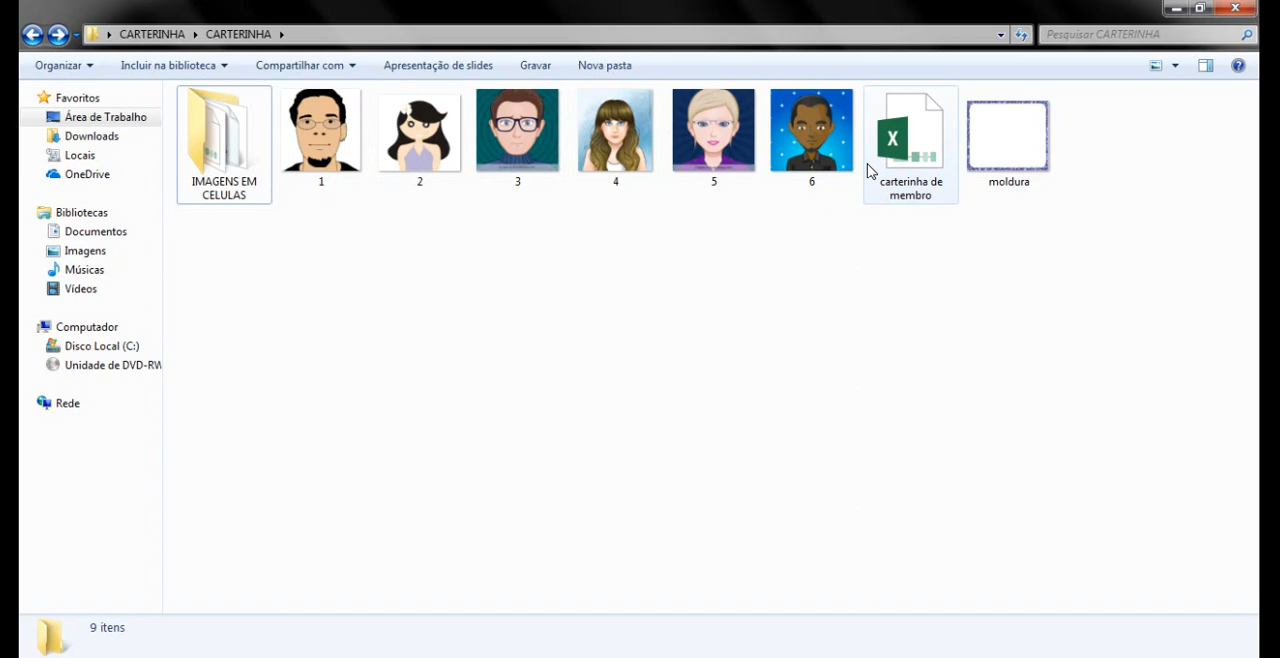 CARTERINHA CARTERINHA
Pesquisar CARTERINHA
Organizar Incluir na biblioteca Compartilhar com Apresentação de slides Gravar Nova pasta
Favoritos
Área de Trabalho
Downloads
Locais
OneDrive
Bibliotecas
Documentos
Imagens
Músicas
Vídeos
Computador
Disco Local (C:)
Unidade de DVD-RW
Rede
IMAGENS EM
CELULAS
1
2
3
4
5
6
X
carterinha de
membro
moldura
9 itens